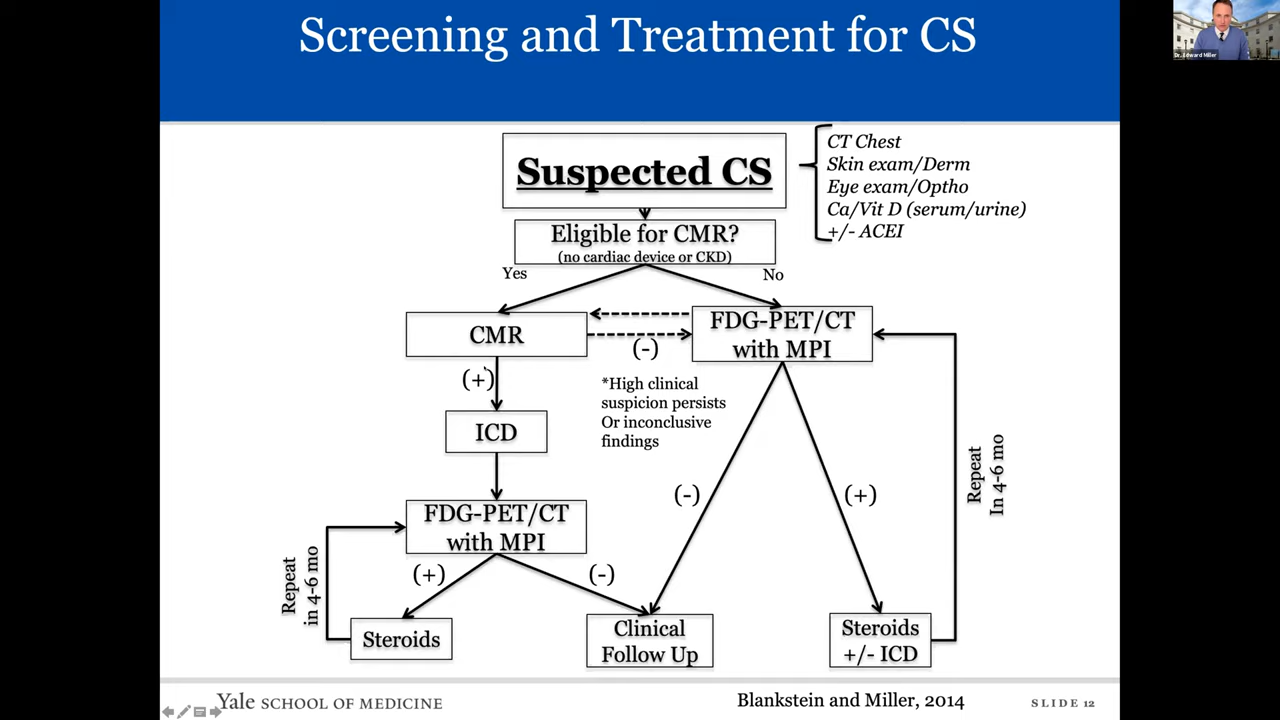 Screening and Treatment for CS
Dr. Edward Miller
Suspected CS
CT Chest
Skin exam/Derm
Eye exam/Optho
Ca/Vit D (serum/urine)
+/- ACEI
Eligible for CMR?
(no cardiac device or CKD)
Yes
No
CMR
FDG-PET/CT
with MPI
(-)
(+)
*High clinical
suspicion persists
Or inconclusive
findings
ICD
(-)
(+)
Repeat
In 4-6 mo
FDG-PET/CT
with MPI
(+)
(-)
Repeat
in 4-6 mo
Steroids
Clinical
Follow Up
Steroids
+/- ICD
Yale SCHOOL OF MEDICINE
Blankstein and Miller, 2014
SLIDE 12